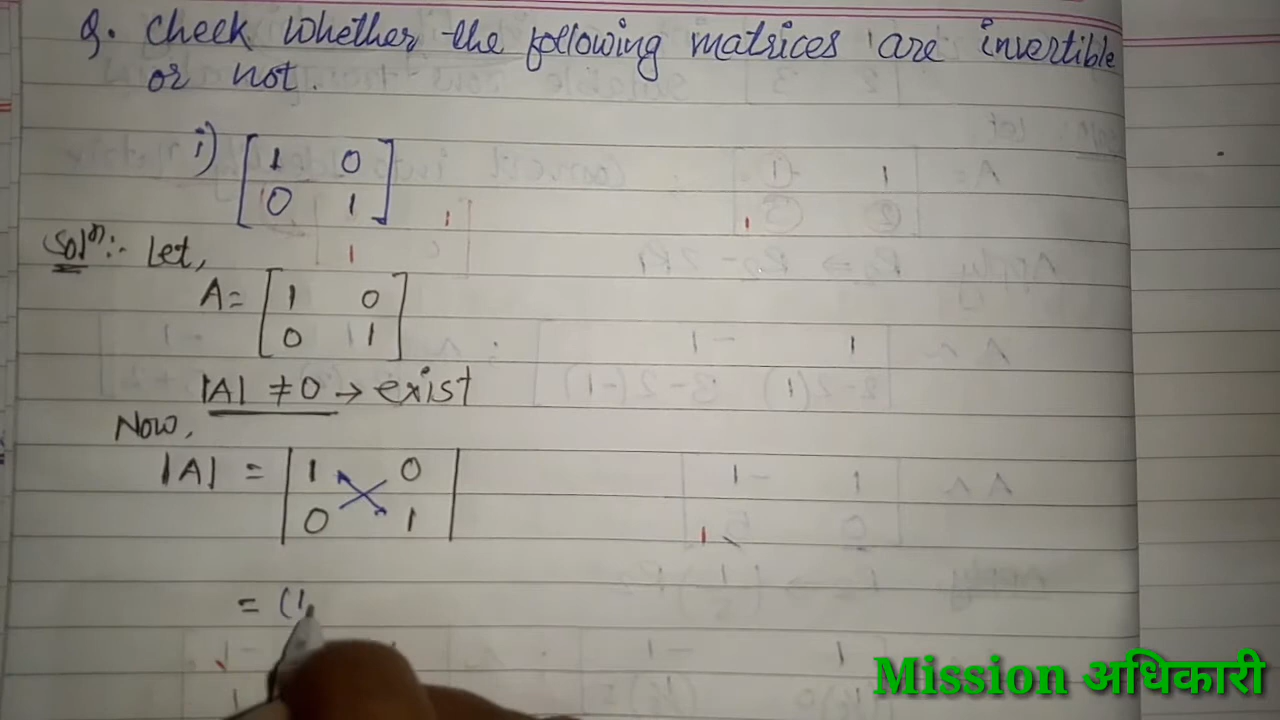 Q. Check whether the following matrices are invertible
or not.
i) [1 0
0 1]
Solⁿ:- Let,
A = [1 0
0 1]
|A| ≠ 0 → exist
Now,
|A| = |1 0
0 1|
= (1
Mission अधिकारी